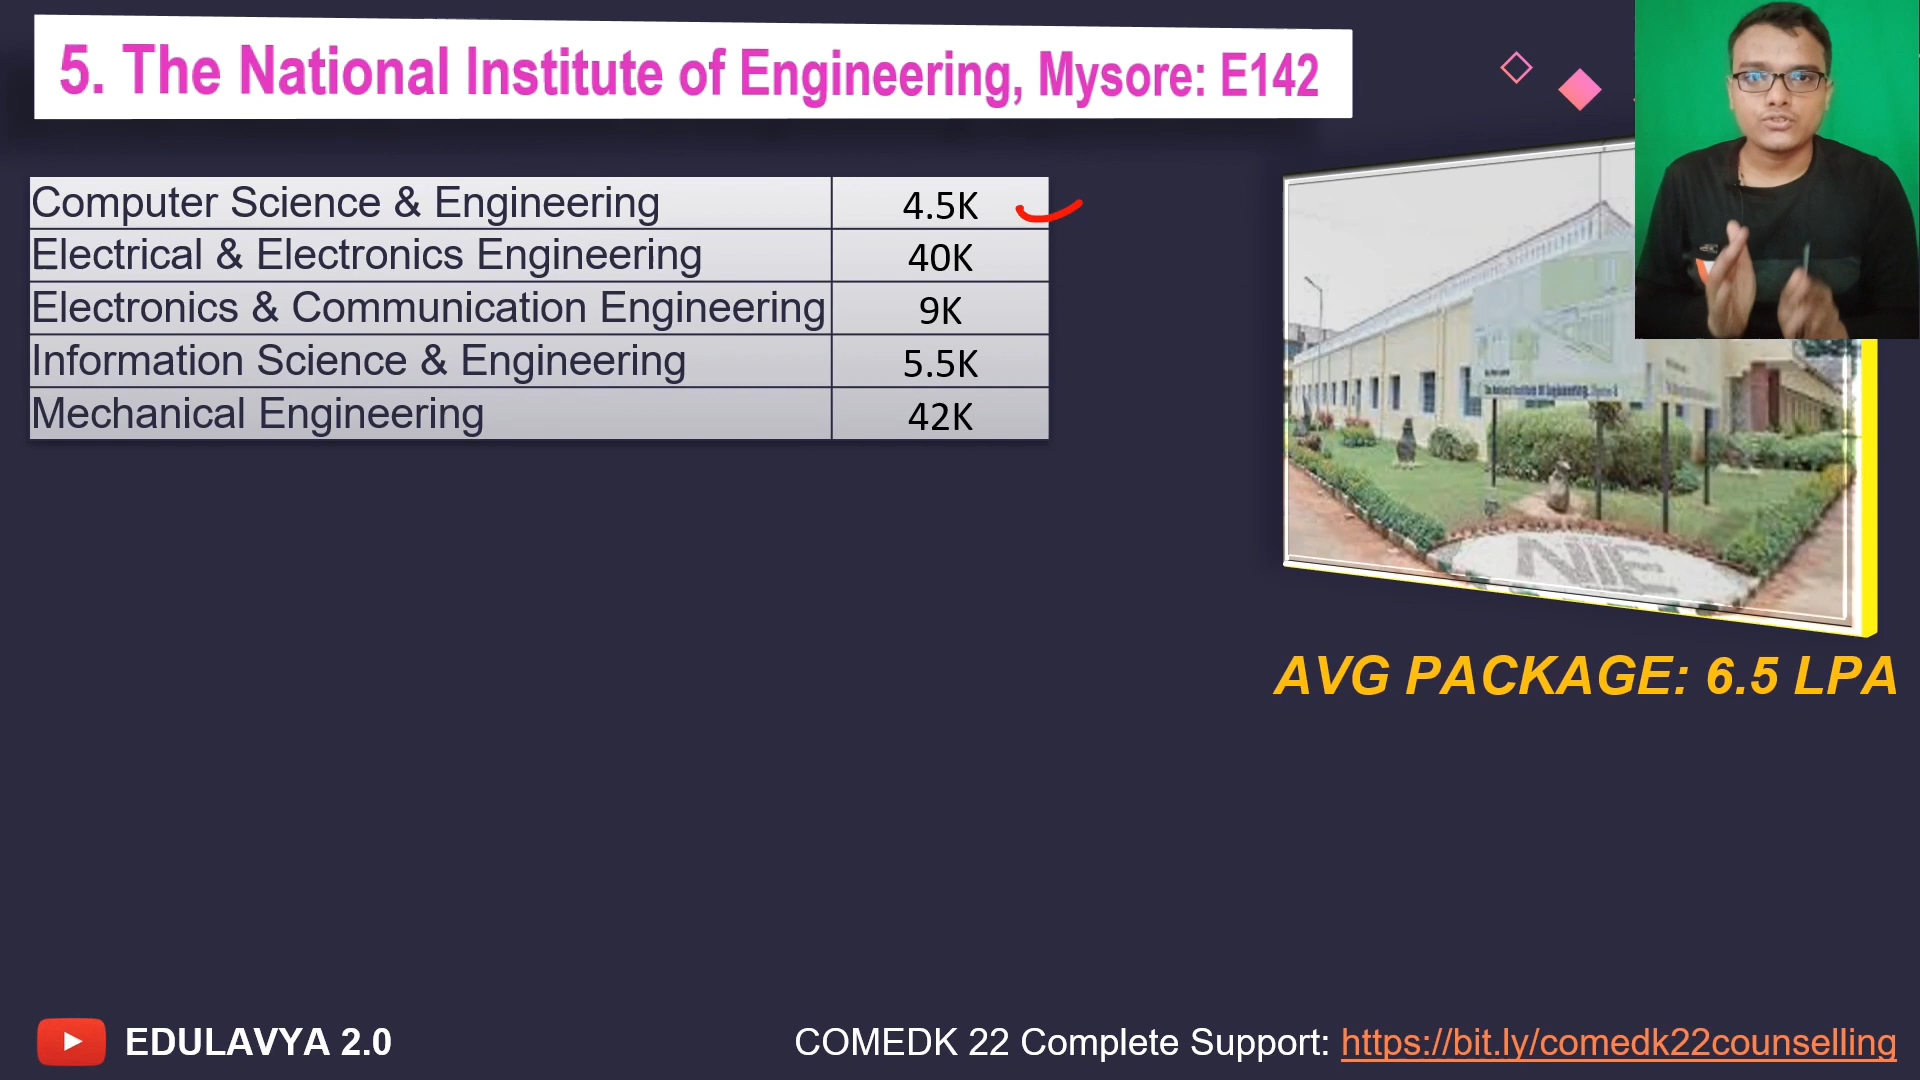 5. The National Institute of Engineering, Mysore: E142
Computer Science & Engineering 4.5K
Electrical & Electronics Engineering 40K
Electronics & Communication Engineering 9K
Information Science & Engineering 5.5K
Mechanical Engineering 42K
NIE
AVG PACKAGE: 6.5 LPA
EDULAVYA 2.0
COMEDK 22 Complete Support: https://bit.ly/comedk22counselling